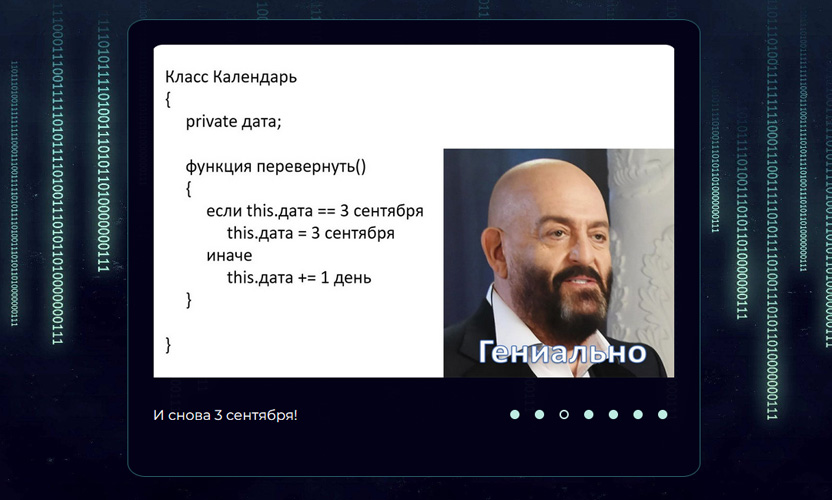 Класс Календарь
{
private дата;
функция перевернуть()
{
если this.дата == 3 сентября
this.дата = 3 сентября
иначе
this.дата += 1 день
}
}
Гениально
И снова 3 сентября!